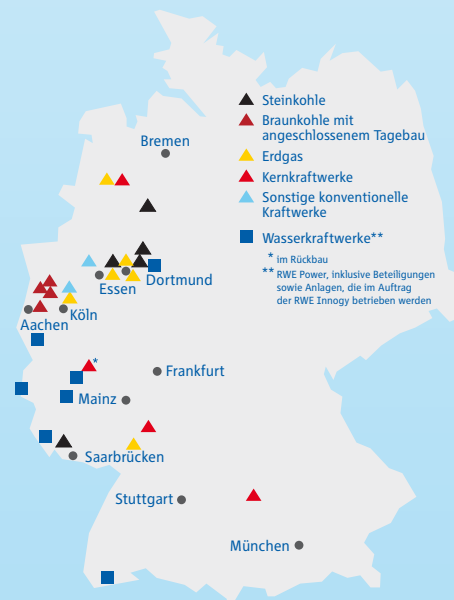 Steinkohle
Braunkohle mit
angeschlossenem Tagebau
Erdgas
Kernkraftwerke
Sonstige konventionelle
Kraftwerke
Wasserkraftwerke**
* im Rückbau
** RWE Power, inklusive Beteiligungen
sowie Anlagen, die im Auftrag
der RWE Innogy betrieben werden
Bremen
Dortmund
Essen
Köln
Aachen
*
Frankfurt
Mainz
Saarbrücken
Stuttgart
München